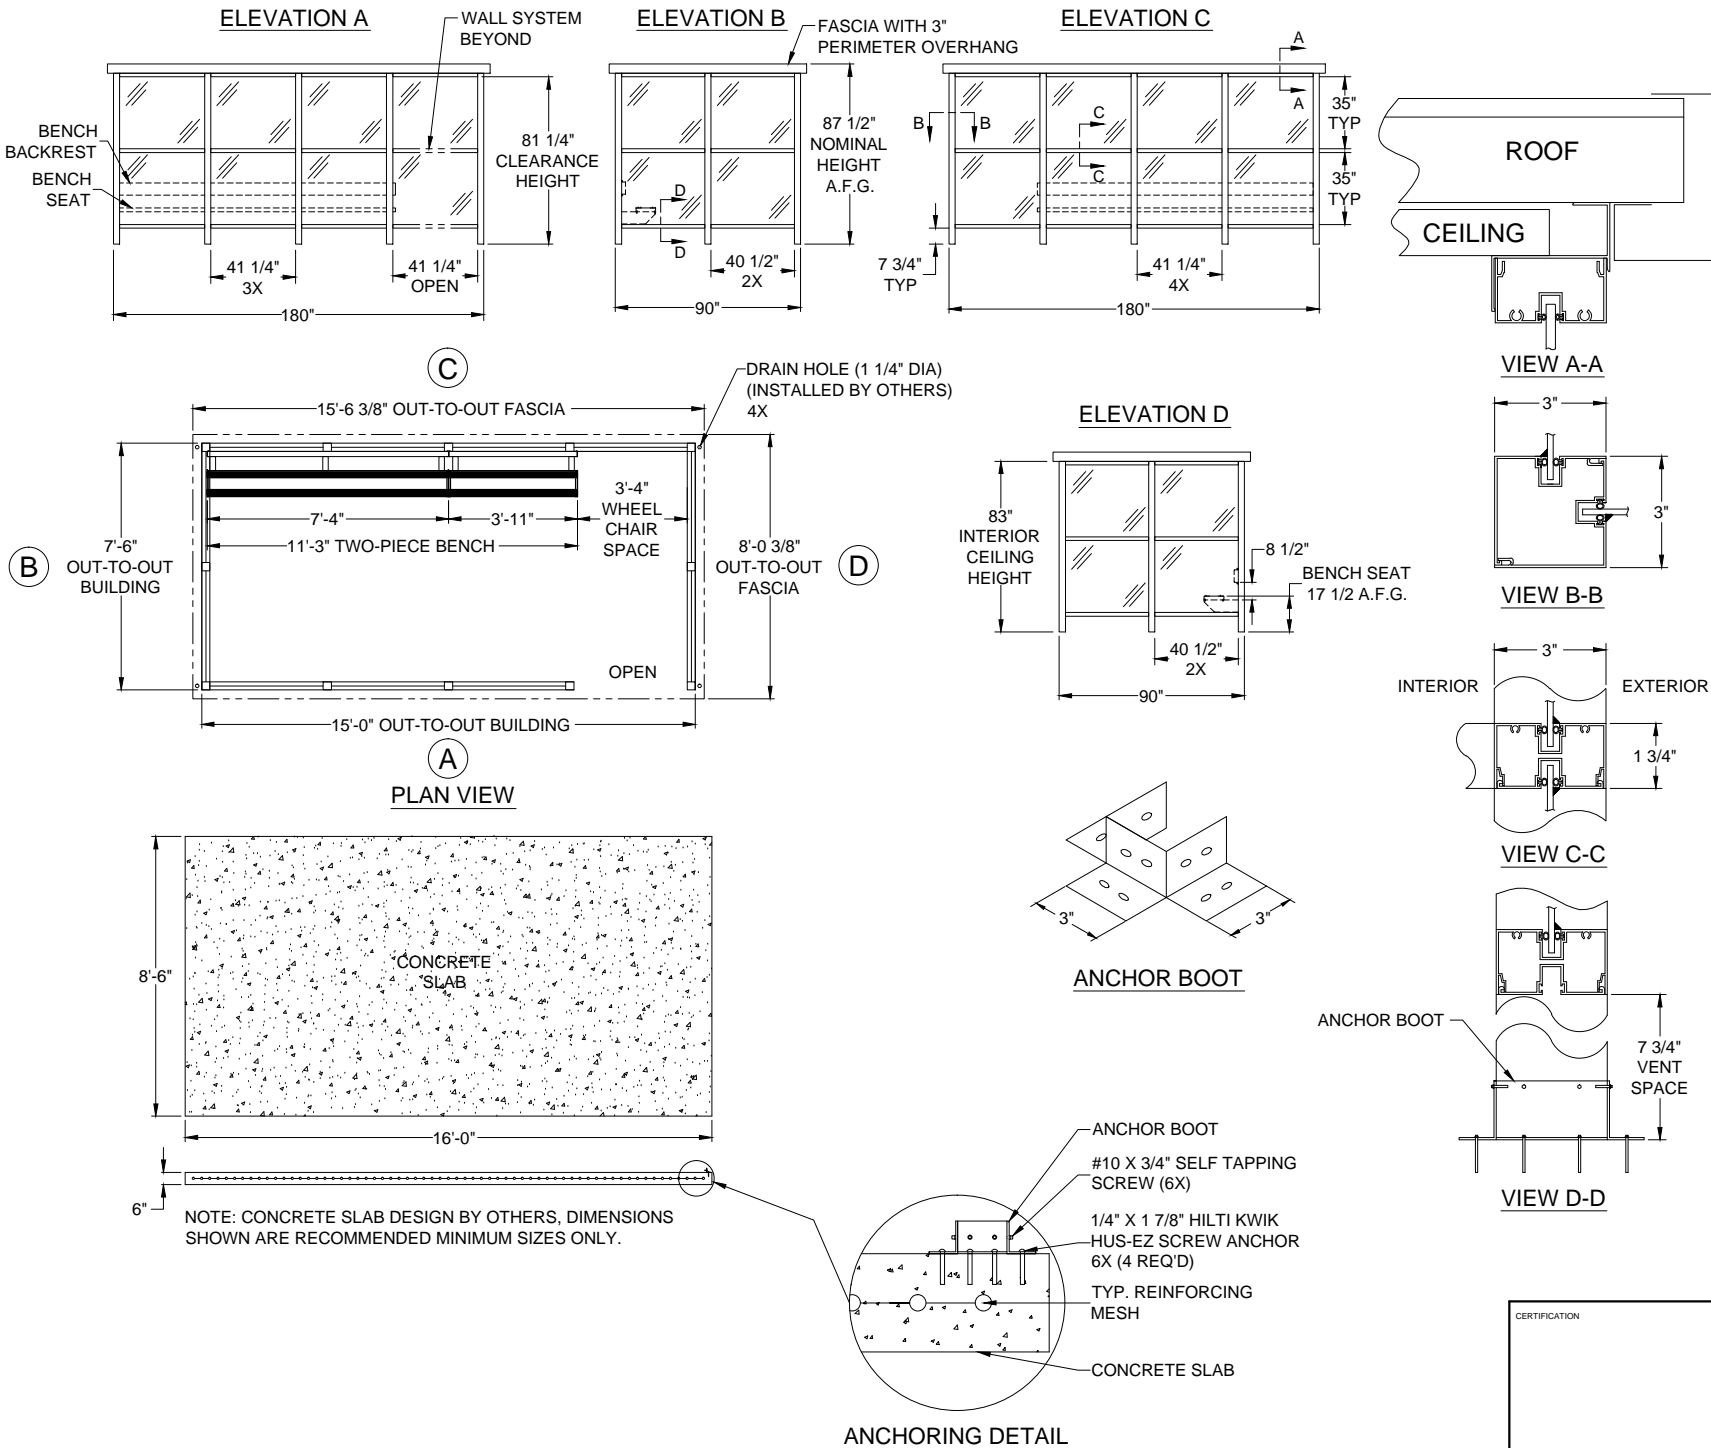 ELEVATION A
WALL SYSTEM
BEYOND
BENCH
BACKREST
BENCH
SEAT
81 1/4"
CLEARANCE
HEIGHT
41 1/4"
3X
41 1/4"
OPEN
180"
ELEVATION B
FASCIA WITH 3"
PERIMETER OVERHANG
87 1/2"
NOMINAL
HEIGHT
A.F.G.
D
D
40 1/2"
2X
90"
ELEVATION C
A
A
B
B
C
C
35"
TYP
35"
TYP
7 3/4"
TYP
41 1/4"
4X
180"
ROOF
CEILING
VIEW A-A
3"
3"
VIEW B-B
3"
INTERIOR
EXTERIOR
1 3/4"
VIEW C-C
ANCHOR BOOT
7 3/4"
VENT
SPACE
VIEW D-D
C
15'-6 3/8" OUT-TO-OUT FASCIA
DRAIN HOLE (1 1/4" DIA)
(INSTALLED BY OTHERS)
4X
B
7'-6"
OUT-TO-OUT
BUILDING
7'-4"
3'-11"
11'-3" TWO-PIECE BENCH
3'-4"
WHEEL
CHAIR
SPACE
8'-0 3/8"
OUT-TO-OUT
FASCIA
D
OPEN
15'-0" OUT-TO-OUT BUILDING
A
PLAN VIEW
ELEVATION D
83"
INTERIOR
CEILING
HEIGHT
8 1/2"
BENCH SEAT
17 1/2 A.F.G.
40 1/2"
2X
90"
3"
3"
ANCHOR BOOT
8'-6"
CONCRETE
SLAB
16'-0"
6"
NOTE: CONCRETE SLAB DESIGN BY OTHERS, DIMENSIONS
SHOWN ARE RECOMMENDED MINIMUM SIZES ONLY.
ANCHOR BOOT
#10 X 3/4" SELF TAPPING
SCREW (6X)
1/4" X 1 7/8" HILTI KWIK
HUS-EZ SCREW ANCHOR
6X (4 REQ'D)
TYP. REINFORCING
MESH
CONCRETE SLAB
ANCHORING DETAIL
CERTIFICATION